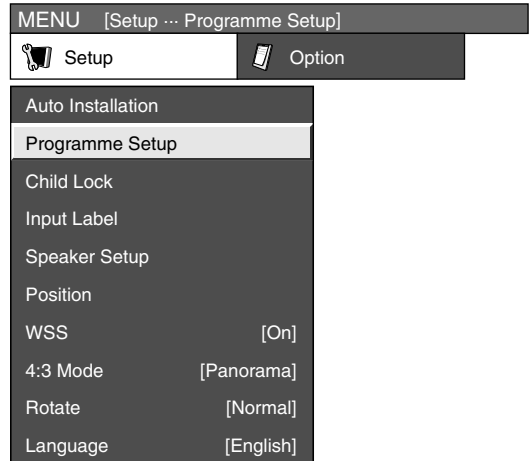 MENU [Setup ··· Programme Setup]
Setup Option
Auto Installation
Programme Setup
Child Lock
Input Label
Speaker Setup
Position
WSS [On]
4:3 Mode [Panorama]
Rotate [Normal]
Language [English]